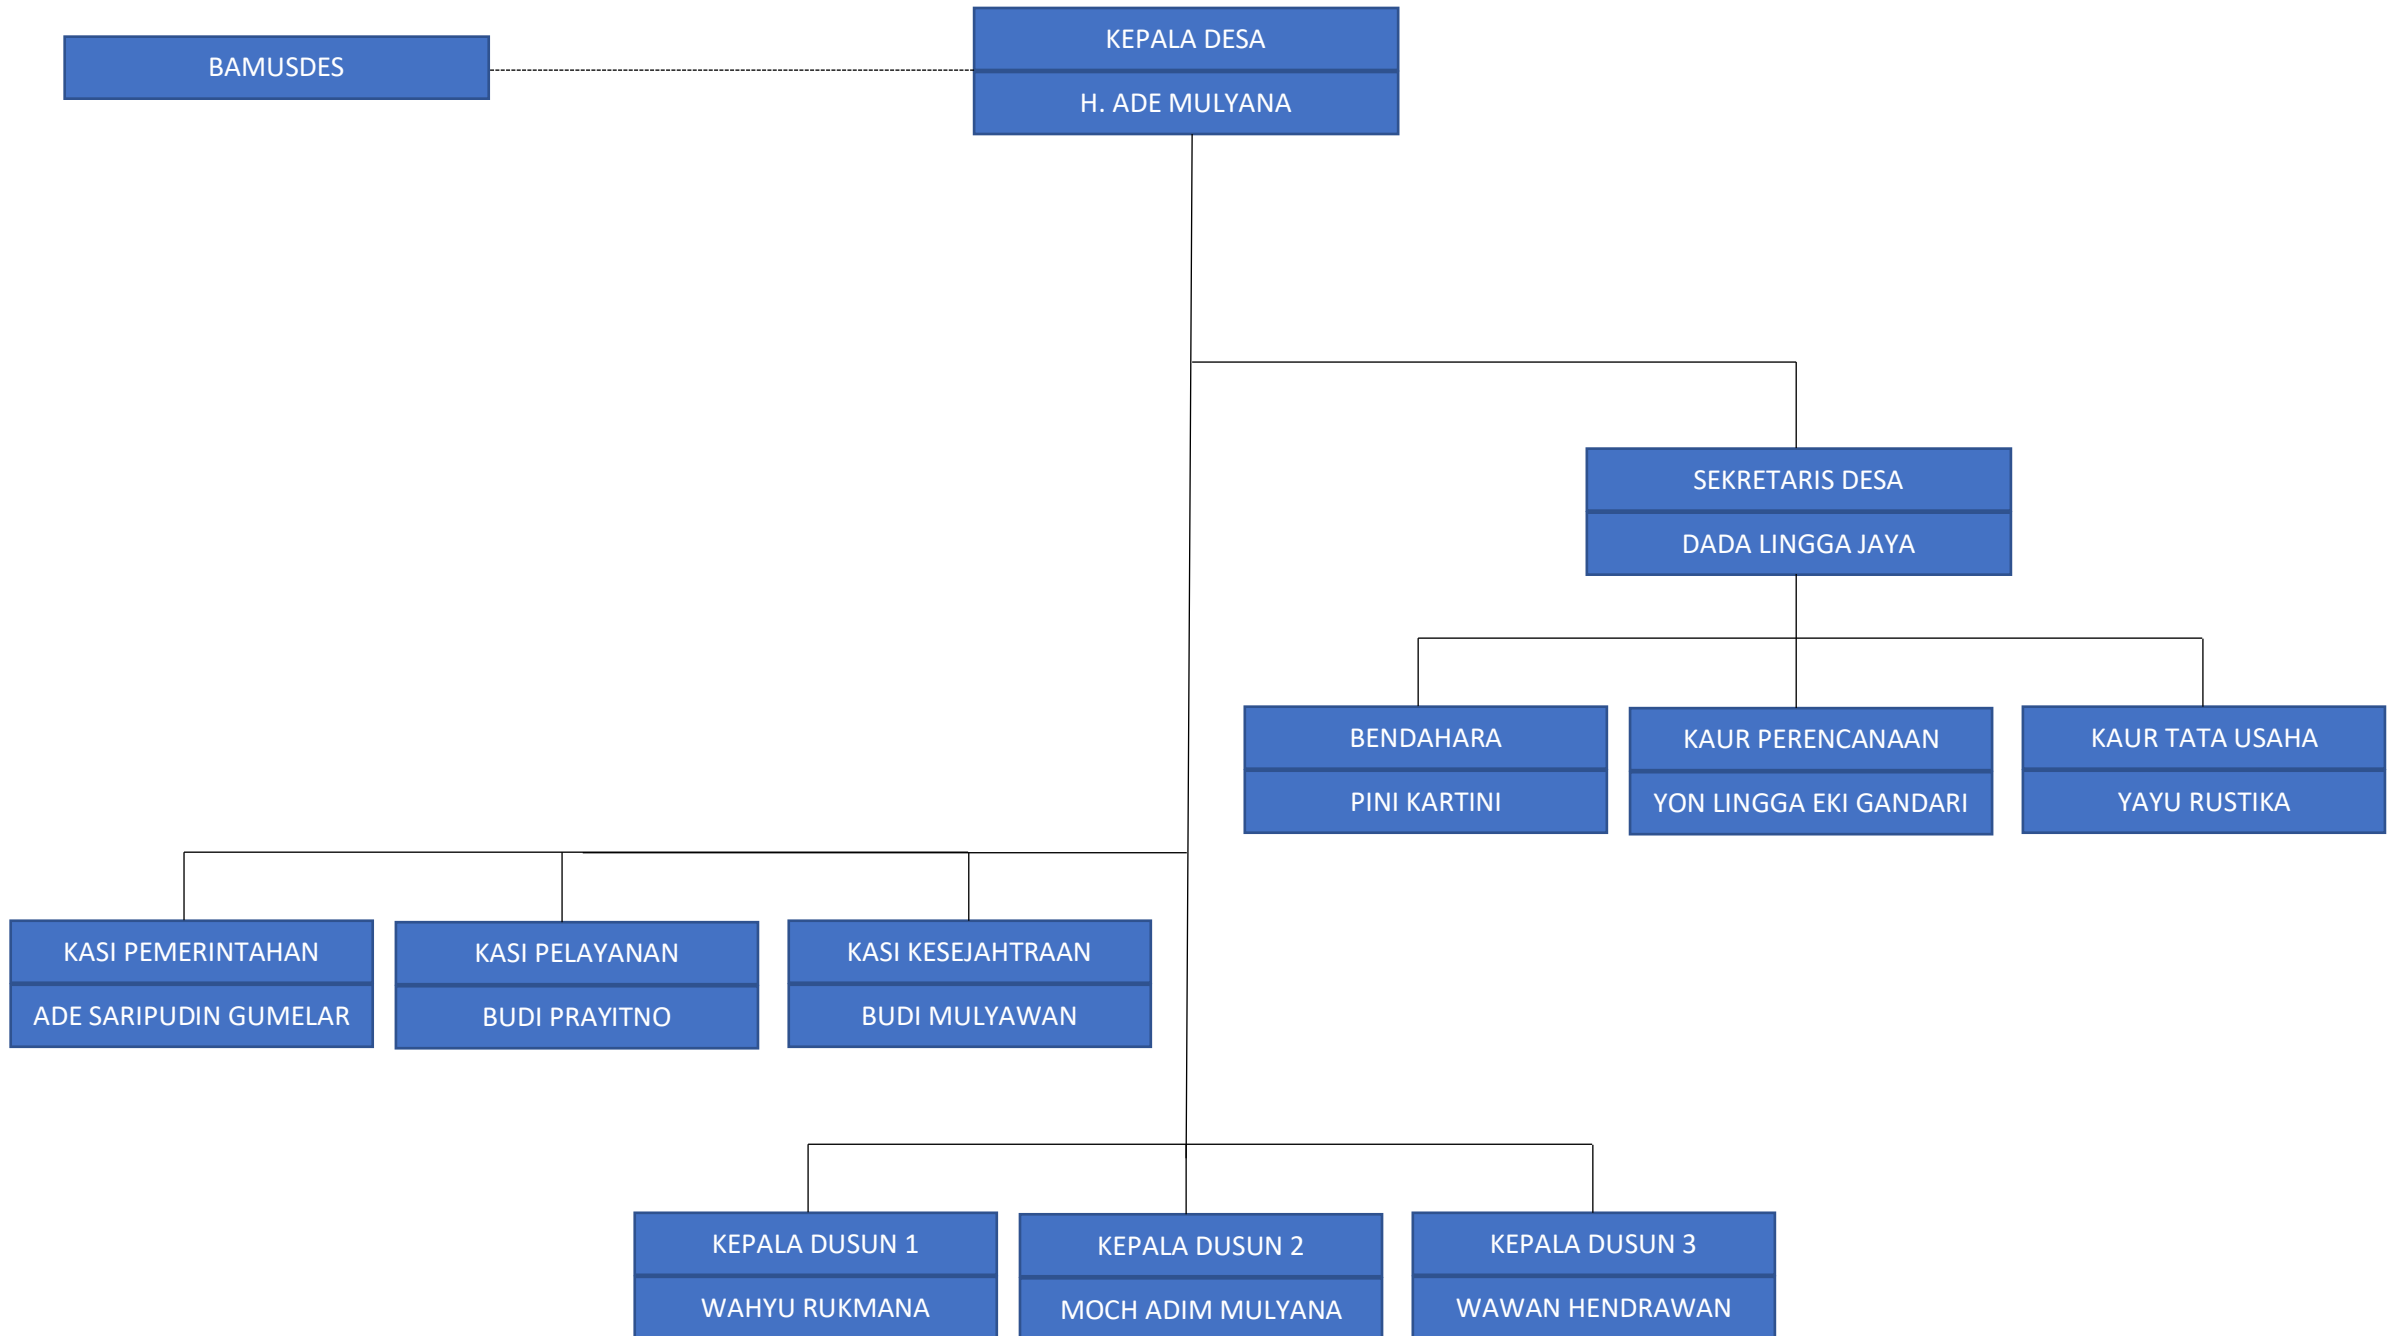 BAMUSDES
KEPALA DESA
H. ADE MULYANA
SEKRETARIS DESA
DADA LINGGA JAYA
BENDAHARA
PINI KARTINI
KAUR PERENCANAAN
YON LINGGA EKI GANDARI
KAUR TATA USAHA
YAYU RUSTIKA
KASI PEMERINTAHAN
ADE SARIPUDIN GUMELAR
KASI PELAYANAN
BUDI PRAYITNO
KASI KESEJAHTRAAN
BUDI MULYAWAN
KEPALA DUSUN 1
WAHYU RUKMANA
KEPALA DUSUN 2
MOCH ADIM MULYANA
KEPALA DUSUN 3
WAWAN HENDRAWAN